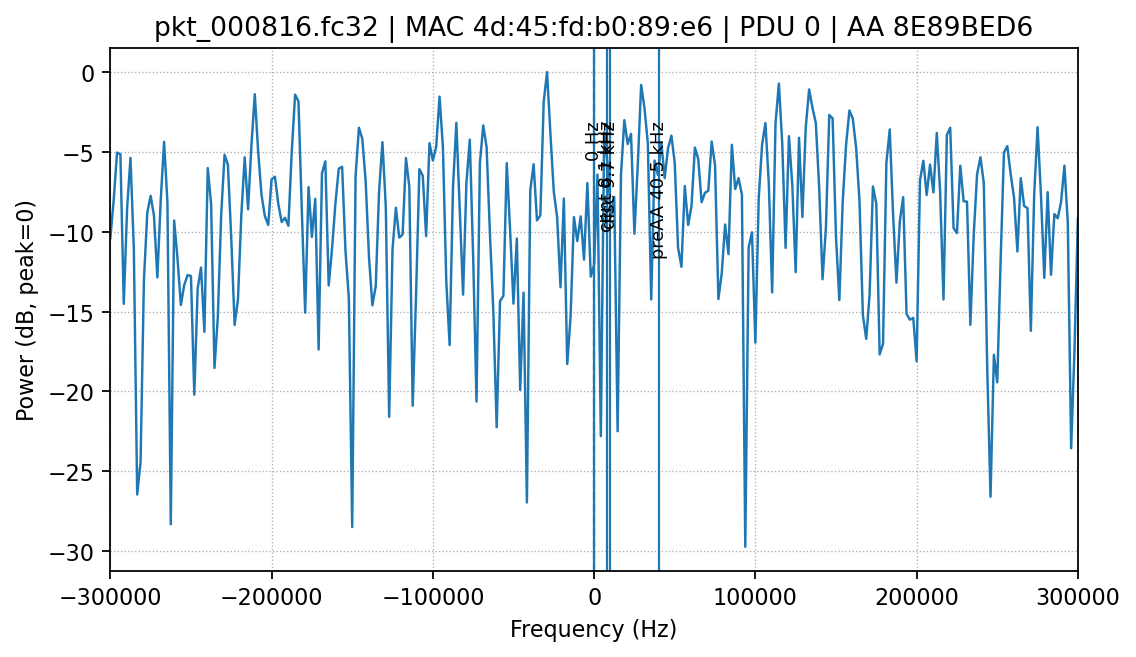 pkt_000816.fc32 | MAC 4d:45:fd:b0:89:e6 | PDU 0 | AA 8E89BED6
0
−5
−10
−15
−20
−25
−30
Power (dB, peak=0)
0 Hz
kHz
preAA 40.5 kHz
−300000
−200000
−100000
0
100000
200000
300000
Frequency (Hz)